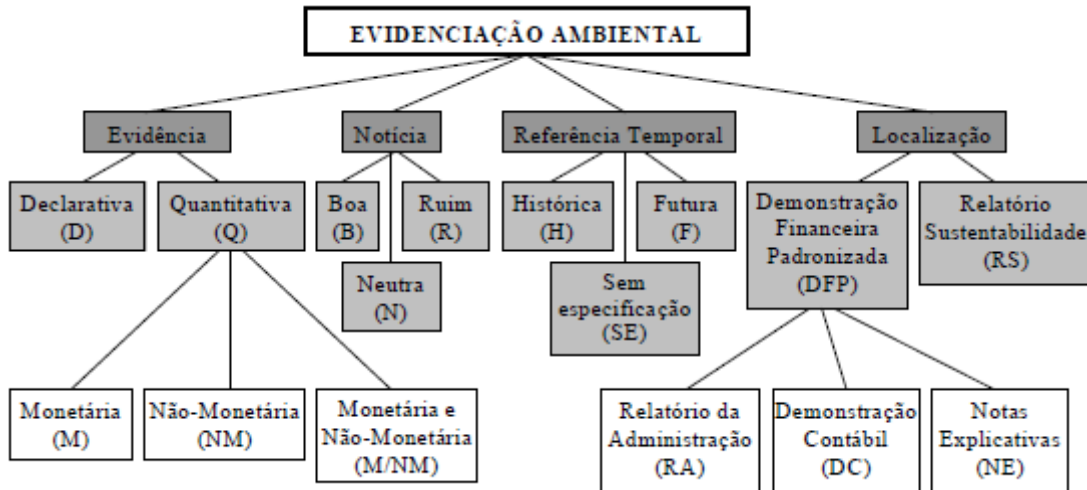 EVIDENCIAÇÃO AMBIENTAL
Evidência
Notícia
Referência Temporal
Localização
Declarativa
(D)
Quantitativa
(Q)
Boa
(B)
Ruim
(R)
Neutra
(N)
Histórica
(H)
Futura
(F)
Sem
especificação
(SE)
Demonstração
Financeira
Padronizada
(DFP)
Relatório
Sustentabilidade
(RS)
Monetária
(M)
Não-Monetária
(NM)
Monetária e
Não-Monetária
(M/NM)
Relatório da
Administração
(RA)
Demonstração
Contábil
(DC)
Notas
Explicativas
(NE)